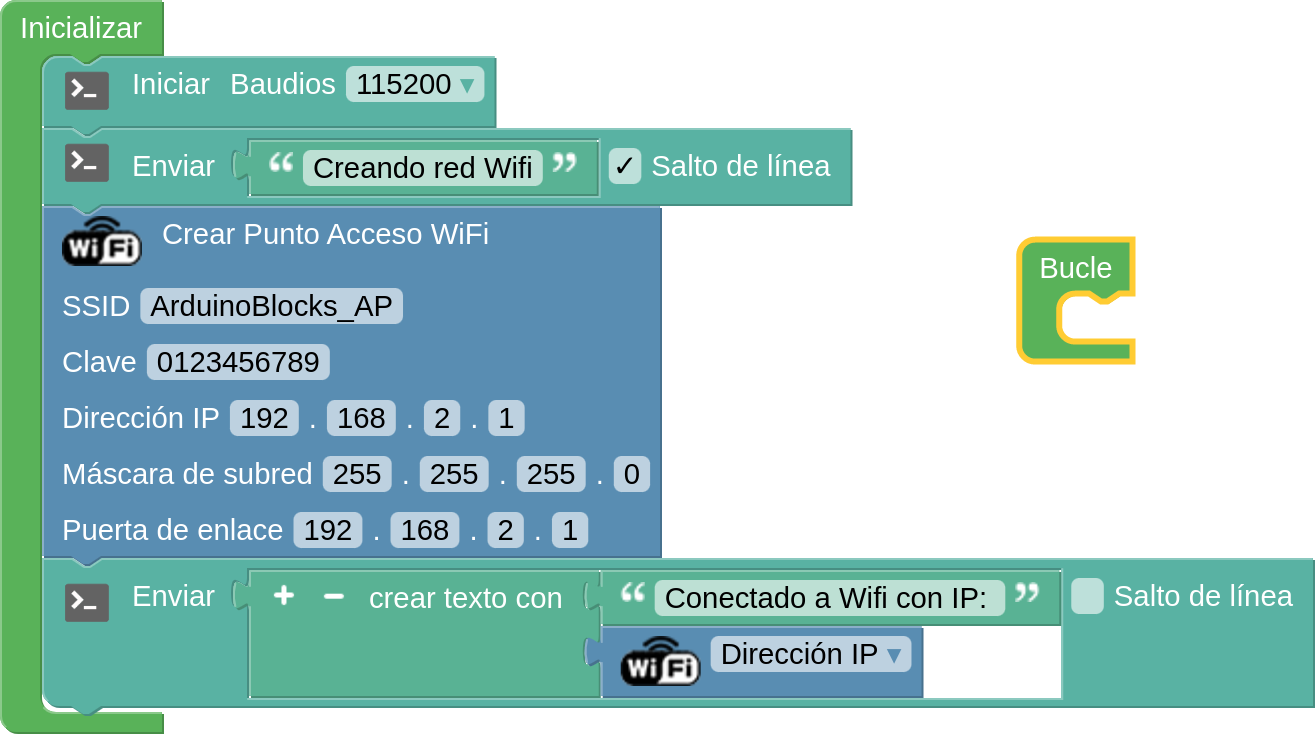 Inicializar
>_ Iniciar Baudios 115200 ▾
>_ Enviar “ Creando red Wifi ” ✓ Salto de línea
WiFi Crear Punto Acceso WiFi
SSID ArduinoBlocks_AP
Clave 0123456789
Dirección IP 192 . 168 . 2 . 1
Máscara de subred 255 . 255 . 255 . 0
Puerta de enlace 192 . 168 . 2 . 1
>_ Enviar + − crear texto con “ Conectado a Wifi con IP: ” Salto de línea
WiFi Dirección IP ▾
Bucle